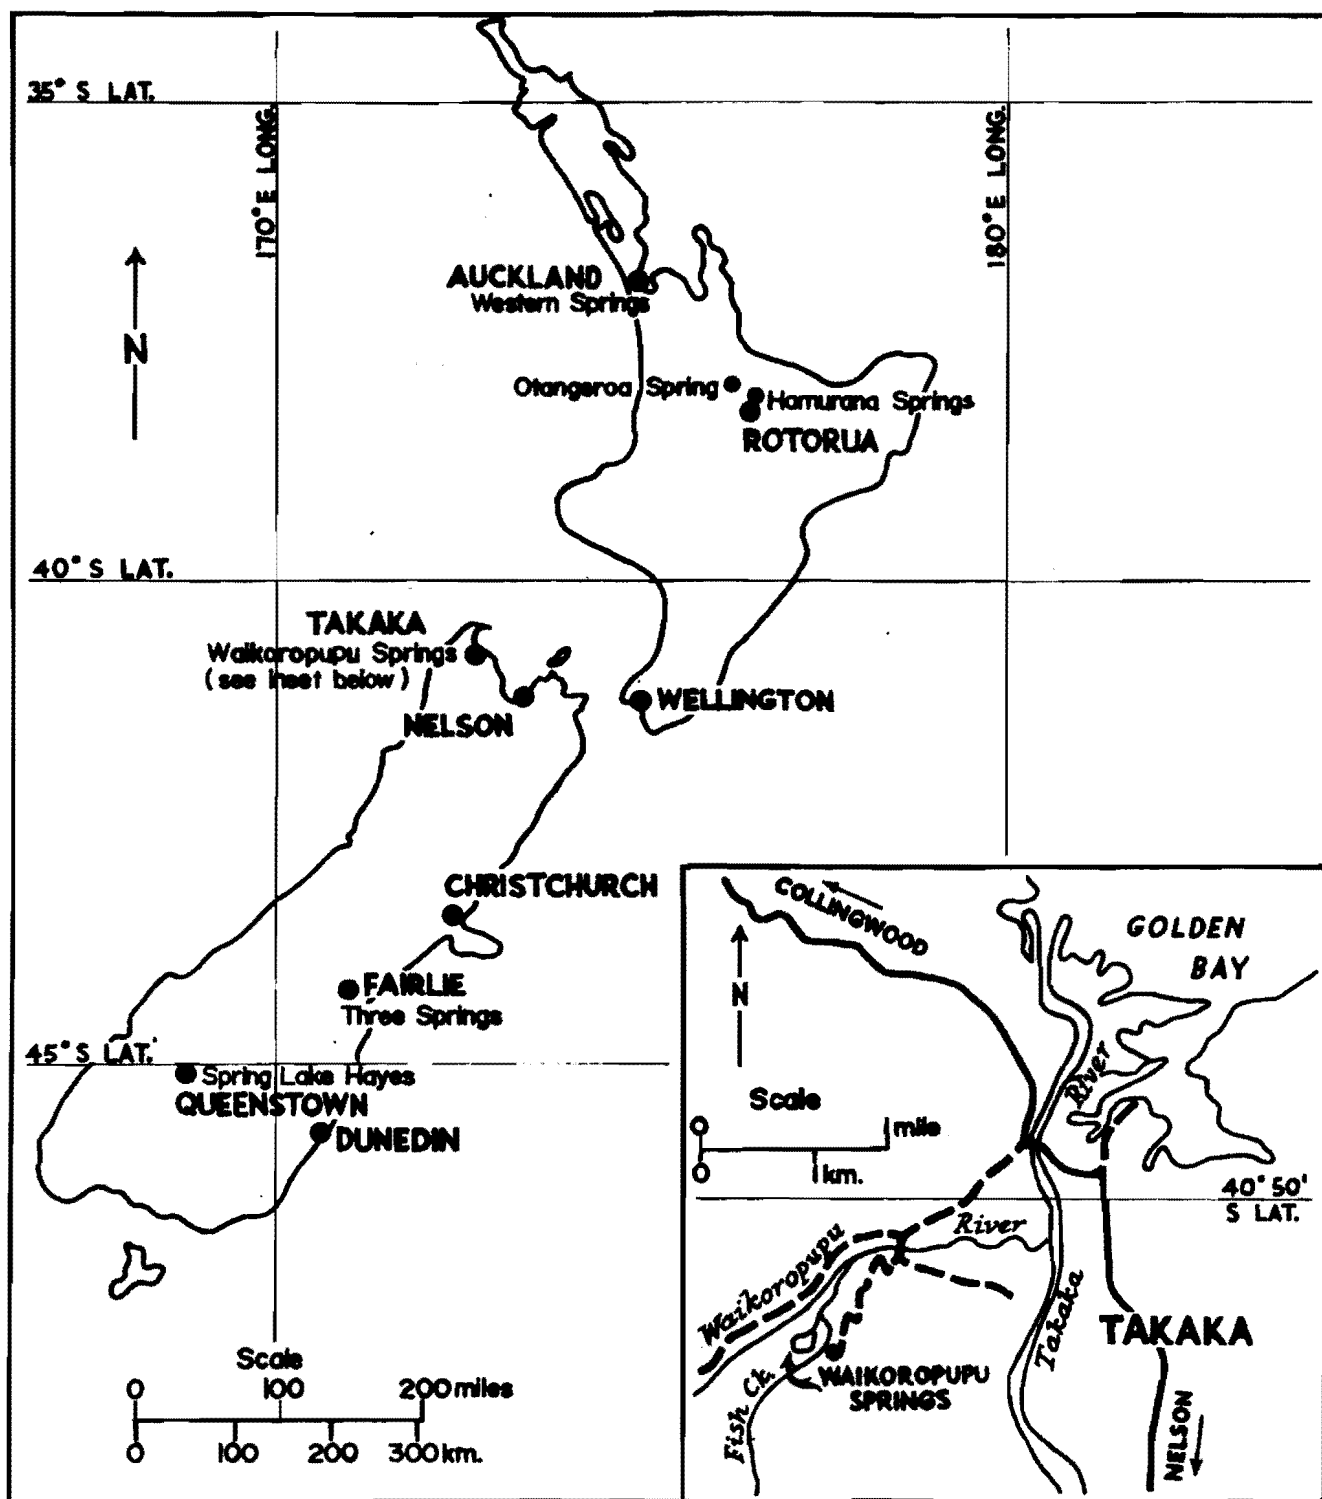 35° S LAT.
170° E LONG.
180° E LONG.
N
AUCKLAND
Western Springs
Otangeroa Spring
Hamurana Springs
ROTORUA
40° S LAT.
TAKAKA
Waikoropupu Springs
(see inset below)
NELSON
WELLINGTON
CHRISTCHURCH
FAIRLIE
Three Springs
45° S LAT.
Spring Lake Hayes
QUEENSTOWN
DUNEDIN
Scale
0 100 200 miles
0 100 200 300 km.
COLLINGWOOD
GOLDEN
BAY
N
River
Scale
0 1 mile
0 1 km.
40° 50'
S LAT.
Waikoropupu
River
Takaka
TAKAKA
WAIKOROPUPU
SPRINGS
Fish Ck.
NELSON